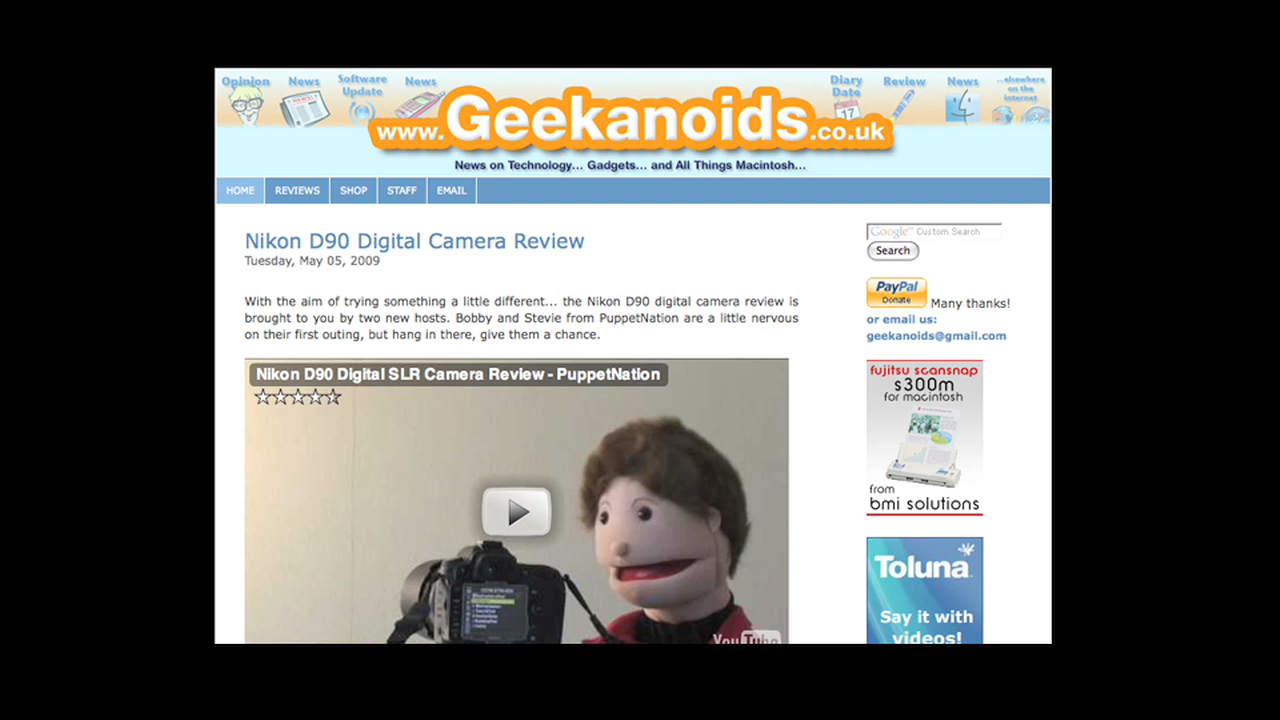 Opinion
News
Software
Update
News
Diary
Date
17
Review
News
...elsewhere
on the
internet
www.Geekanoids.co.uk
News on Technology... Gadgets... and All Things Macintosh...
HOME
REVIEWS
SHOP
STAFF
EMAIL
Nikon D90 Digital Camera Review
Tuesday, May 05, 2009
With the aim of trying something a little different... the Nikon D90 digital camera review is
brought to you by two new hosts. Bobby and Stevie from PuppetNation are a little nervous
on their first outing, but hang in there, give them a chance.
Nikon D90 Digital SLR Camera Review - PuppetNation
YouTube
Google™ Custom Search
Search
PayPal
Donate
Many thanks!
or email us:
geekanoids@gmail.com
fujitsu scansnap
s300m
for macintosh
from
bmi solutions
Toluna
Say it with
videos!